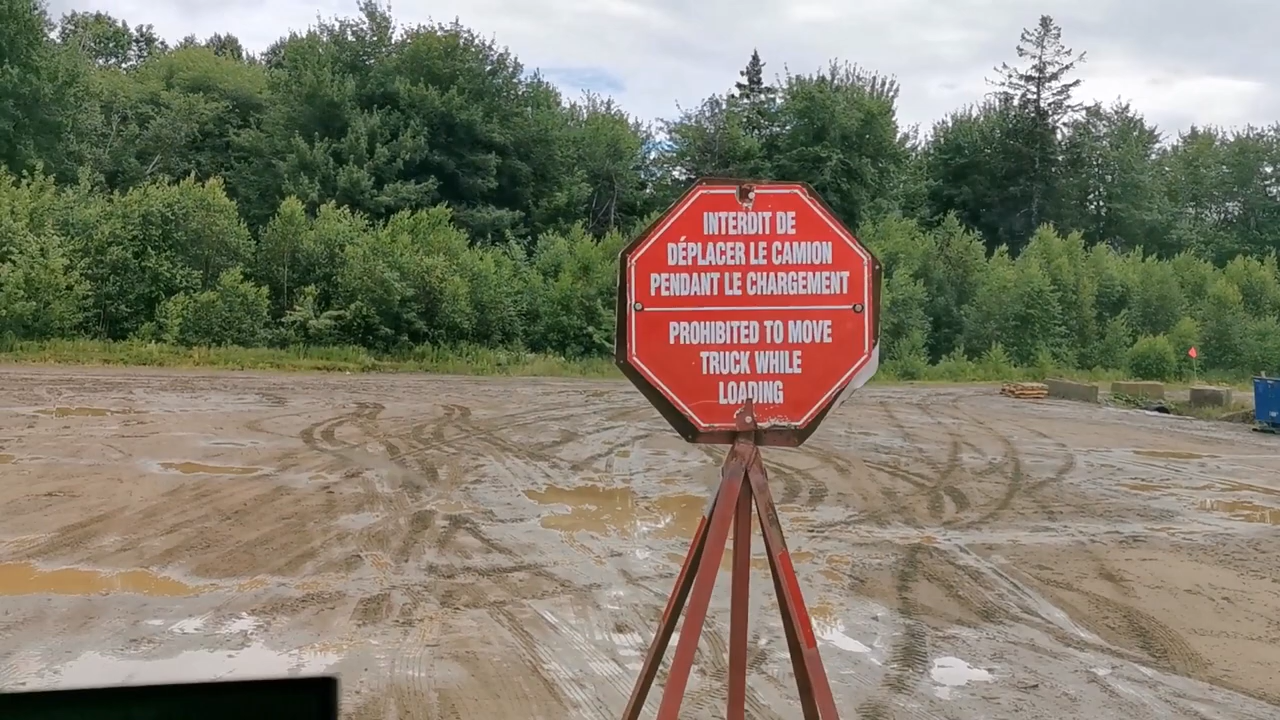 INTERDIT DE
DÉPLACER LE CAMION
PENDANT LE CHARGEMENT
PROHIBITED TO MOVE
TRUCK WHILE
LOADING